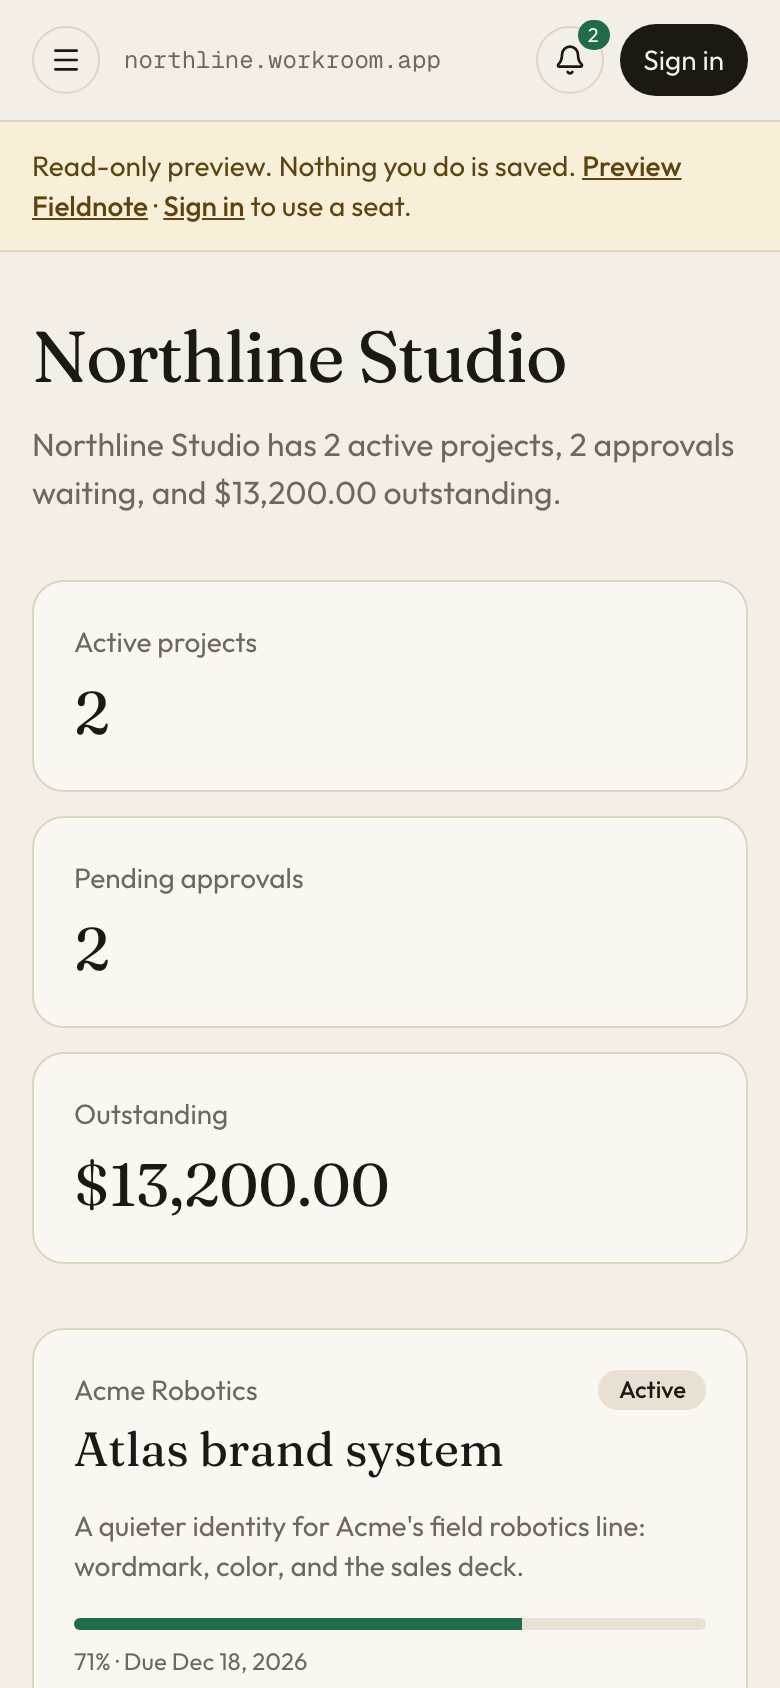 northline.workroom.app
2
Sign in
Read-only preview. Nothing you do is saved. Preview
Fieldnote · Sign in to use a seat.
Northline Studio
Northline Studio has 2 active projects, 2 approvals
waiting, and $13,200.00 outstanding.
Active projects
2
Pending approvals
2
Outstanding
$13,200.00
Acme Robotics
Active
Atlas brand system
A quieter identity for Acme's field robotics line:
wordmark, color, and the sales deck.
71% · Due Dec 18, 2026